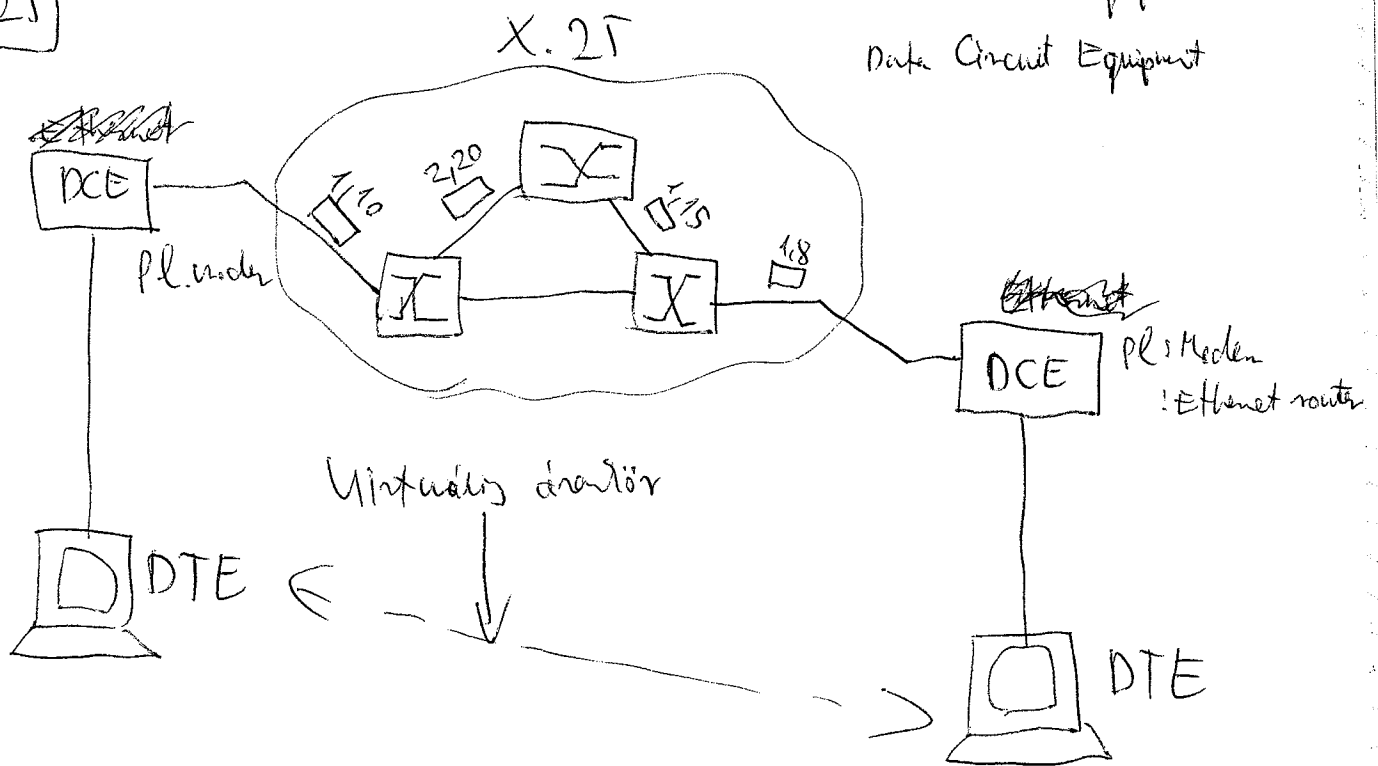 X.25
Data Circuit Equipment
DCE
Pl. modem
1,10
2,20
1,15
1,8
DCE
Pl: Modem
: Ethernet router
Virtuális áramkör
DTE
DTE